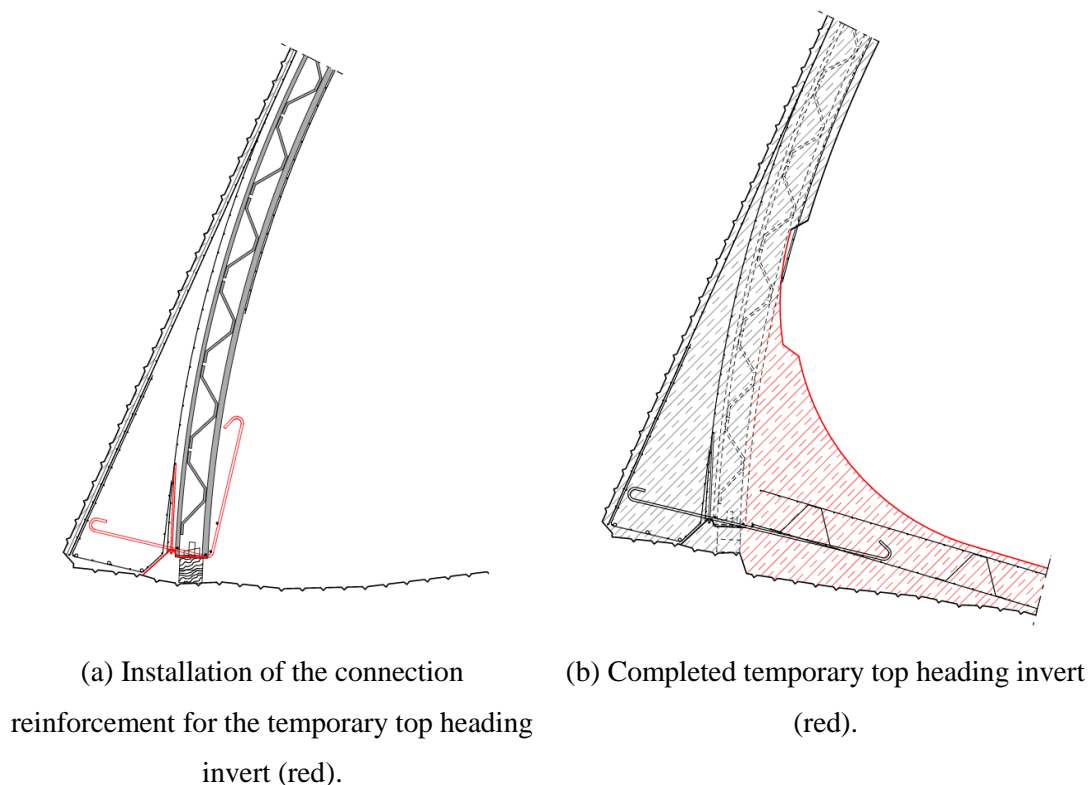 (a) Installation of the connection
reinforcement for the temporary top heading
invert (red).
(b) Completed temporary top heading invert
(red).